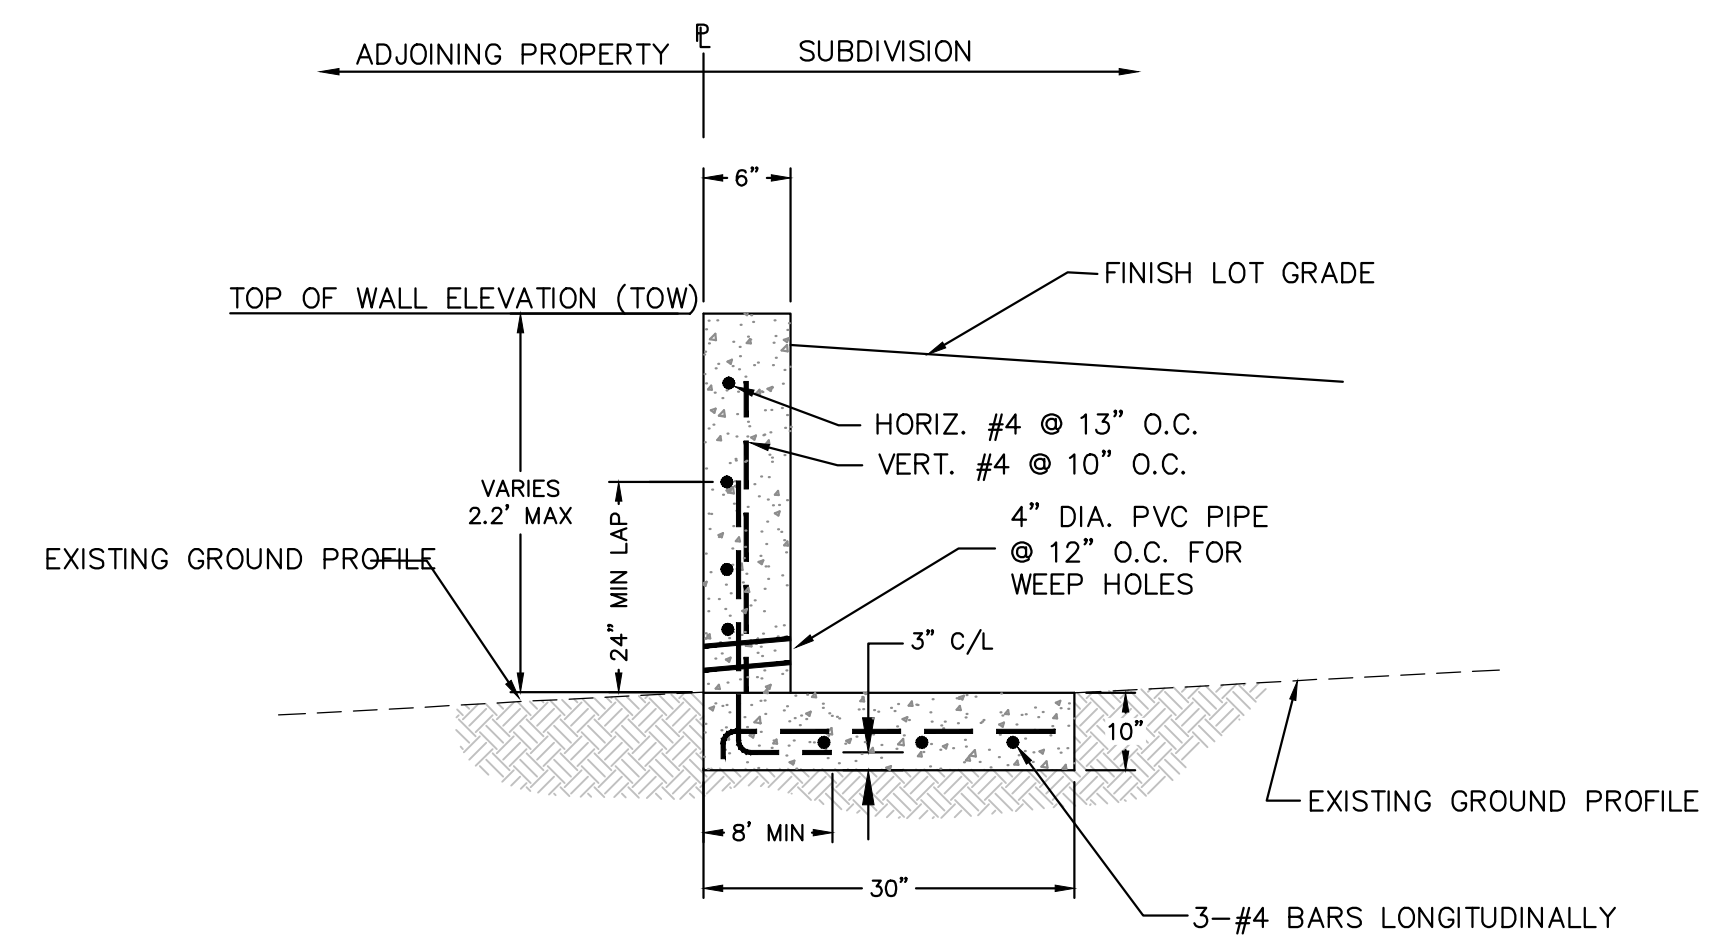 ADJOINING PROPERTY
PL
SUBDIVISION
6”
TOP OF WALL ELEVATION (TOW)
FINISH LOT GRADE
HORIZ. #4 @ 13” O.C.
VERT. #4 @ 10” O.C.
VARIES
2.2’ MAX
24” MIN LAP
4” DIA. PVC PIPE
@ 12” O.C. FOR
WEEP HOLES
EXISTING GROUND PROFILE
3” C/L
10”
EXISTING GROUND PROFILE
8’ MIN
30”
3-#4 BARS LONGITUDINALLY